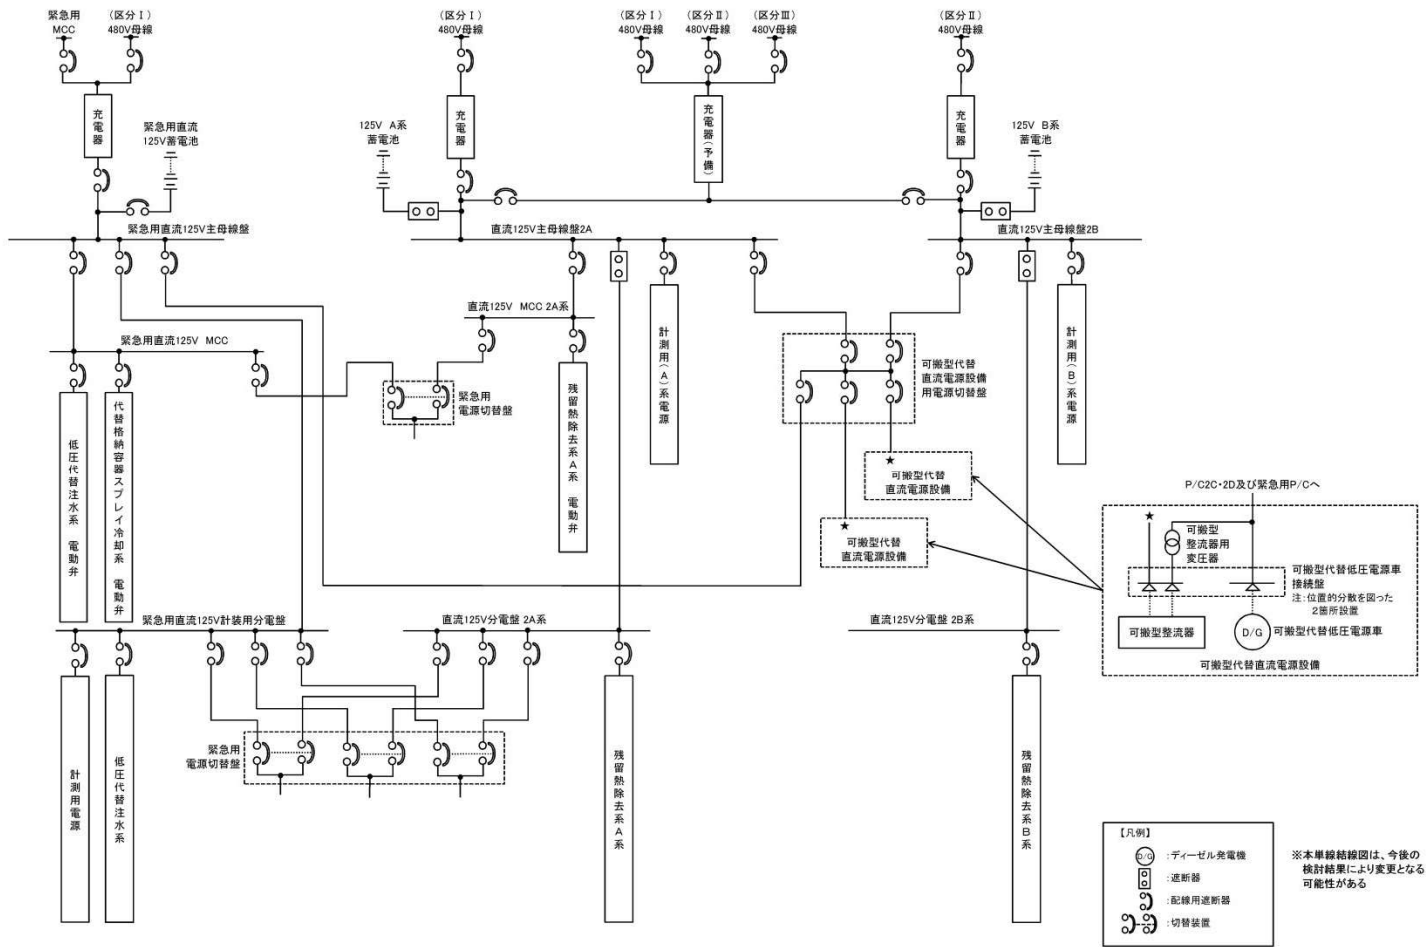 緊急用
MCC
(区分Ⅰ)
480V母線
(区分Ⅰ)
480V母線
(区分Ⅰ)
480V母線
(区分Ⅱ)
480V母線
(区分Ⅲ)
480V母線
(区分Ⅱ)
480V母線
充電器
緊急用直流
125V蓄電池
125V A系
蓄電池
充電器
充電器(予備)
充電器
125V B系
蓄電池
緊急用直流125V主母線盤
直流125V主母線盤2A
直流125V主母線盤2B
直流125V MCC 2A系
緊急用直流125V MCC
緊急用
電源切替盤
計測用(A)系電源
可搬型代替
直流電源設備
用電源切替盤
計測用(B)系電源
低圧代替注水系 電動弁
代替格納容器スプレイ冷却系 電動弁
残留熱除去系A系 電動弁
★
可搬型代替
直流電源設備
★
可搬型代替
直流電源設備
P/C2C・2D及び緊急用P/Cへ
★
可搬型
整流器用
変圧器
可搬型代替低圧電源車
接続盤
注:位置的分散を図った
2箇所設置
可搬型整流器
D/G
可搬型代替低圧電源車
可搬型代替直流電源設備
緊急用直流125V計装用分電盤
直流125V分電盤 2A系
直流125V分電盤 2B系
緊急用
電源切替盤
計測用電源
低圧代替注水系
残留熱除去系A系
残留熱除去系B系
【凡例】
D/G :ディーゼル発電機
:遮断器
:配線用遮断器
:切替装置
※本単線結線図は、今後の
検討結果により変更となる
可能性がある